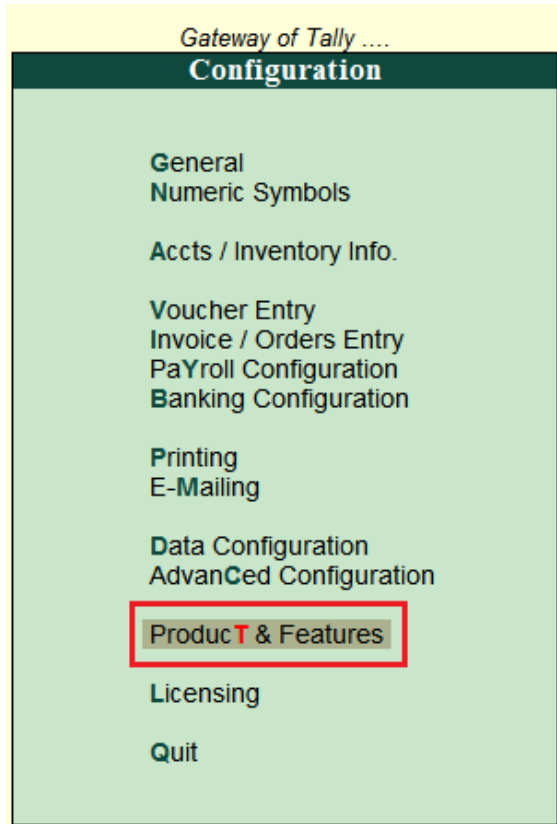 Gateway of Tally ....
Configuration
General
Numeric Symbols
Accts / Inventory Info.
Voucher Entry
Invoice / Orders Entry
PaYroll Configuration
Banking Configuration
Printing
E-Mailing
Data Configuration
AdvanCed Configuration
ProducT & Features
Licensing
Quit